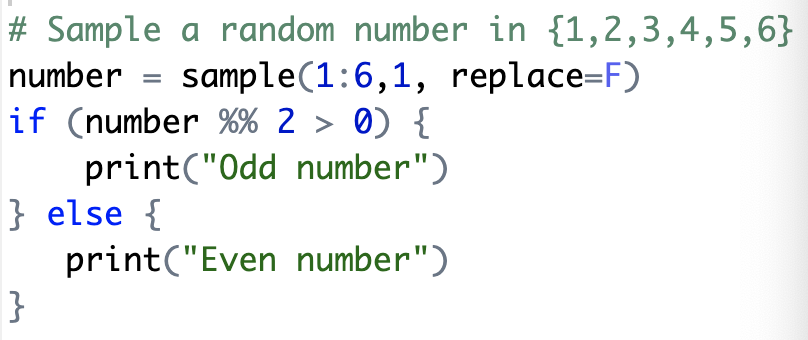 # Sample a random number in {1,2,3,4,5,6}
number = sample(1:6,1, replace=F)
if (number %% 2 > 0) {
    print("Odd number")
} else {
   print("Even number")
}